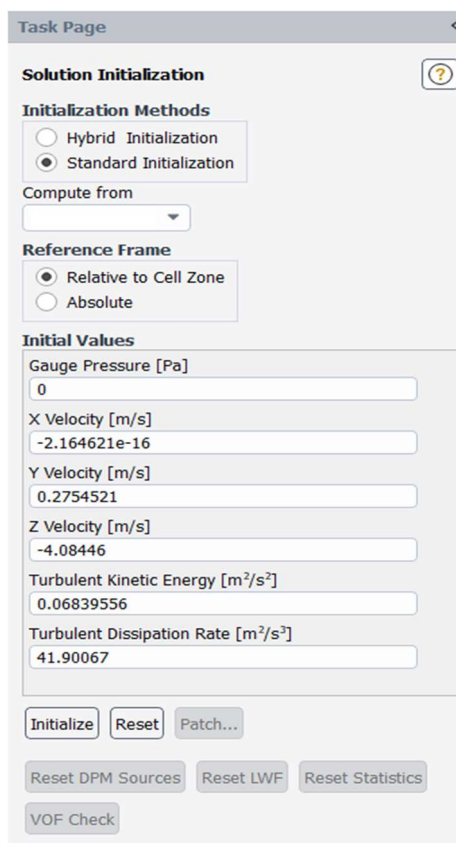 Task Page
Solution Initialization
Initialization Methods
Hybrid Initialization
Standard Initialization
Compute from
Reference Frame
Relative to Cell Zone
Absolute
Initial Values
Gauge Pressure [Pa]
0
X Velocity [m/s]
-2.164621e-16
Y Velocity [m/s]
0.2754521
Z Velocity [m/s]
-4.08446
Turbulent Kinetic Energy [m²/s²]
0.06839556
Turbulent Dissipation Rate [m²/s³]
41.90067
Initialize Reset Patch...
Reset DPM Sources Reset LWF Reset Statistics
VOF Check